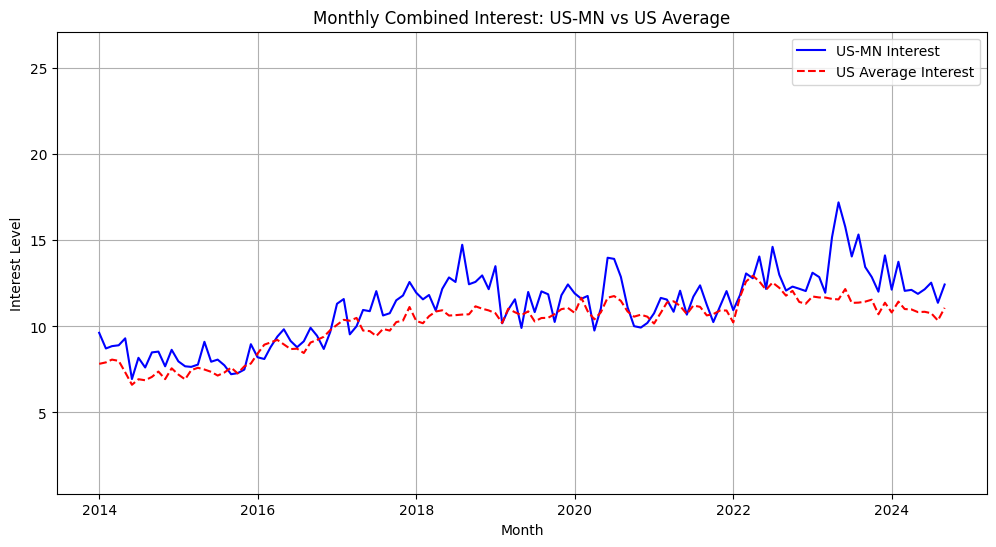 Monthly Combined Interest: US-MN vs US Average
US-MN Interest
US Average Interest
Interest Level
25
20
15
10
5
2014 2016 2018 2020 2022 2024
Month